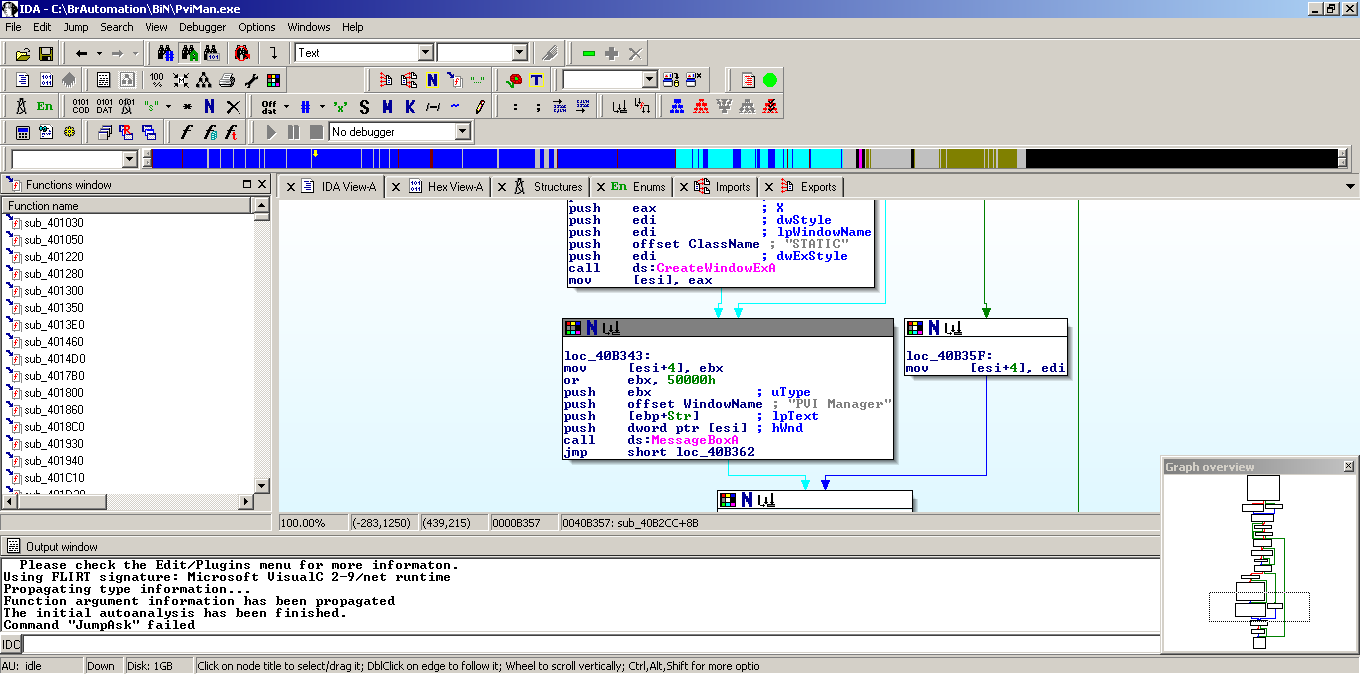 IDA - C:\BrAutomation\BiN\PviMan.exe
File Edit Jump Search View Debugger Options Windows Help
Text
No debugger
Functions window
Function name
sub_401030
sub_401050
sub_401220
sub_401280
sub_401300
sub_401350
sub_4013E0
sub_401460
sub_4014D0
sub_4017B0
sub_401800
sub_401860
sub_4018C0
sub_401930
sub_401940
sub_401C10
IDA View-A Hex View-A Structures En Enums Imports Exports
push eax ; X
push edi ; dwStyle
push edi ; lpWindowName
push offset ClassName ; "STATIC"
push edi ; dwExStyle
call ds:CreateWindowExA
mov [esi], eax
loc_40B343:
mov [esi+4], ebx
or ebx, 50000h
push ebx ; uType
push offset WindowName ; "PVI Manager"
push [ebp+Str] ; lpText
push dword ptr [esi] ; hWnd
call ds:MessageBoxA
jmp short loc_40B362
loc_40B35F:
mov [esi+4], edi
100.00% (-283,1250) (439,215) 0000B357 0040B357: sub_40B2CC+8B
Graph overview
Output window
Please check the Edit/Plugins menu for more informaton.
Using FLIRT signature: Microsoft VisualC 2-9/net runtime
Propagating type information...
Function argument information has been propagated
The initial autoanalysis has been finished.
Command "JumpAsk" failed
IDC
AU: idle Down Disk: 1GB Click on node title to select/drag it; DblClick on edge to follow it; Wheel to scroll vertically; Ctrl,Alt,Shift for more optio